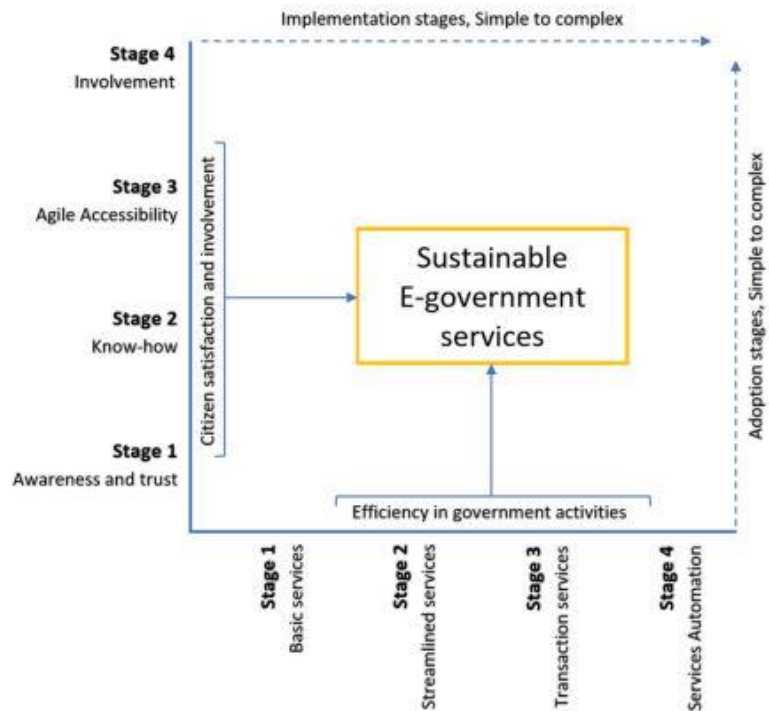 Implementation stages, Simple to complex
Stage 4
Involvement
Stage 3
Agile Accessibility
Stage 2
Know-how
Stage 1
Awareness and trust
Citizen satisfaction and involvement
Sustainable
E-government
services
Adoption stages, Simple to complex
Efficiency in government activities
Stage 1
Basic services
Stage 2
Streamlined services
Stage 3
Transaction services
Stage 4
Services Automation